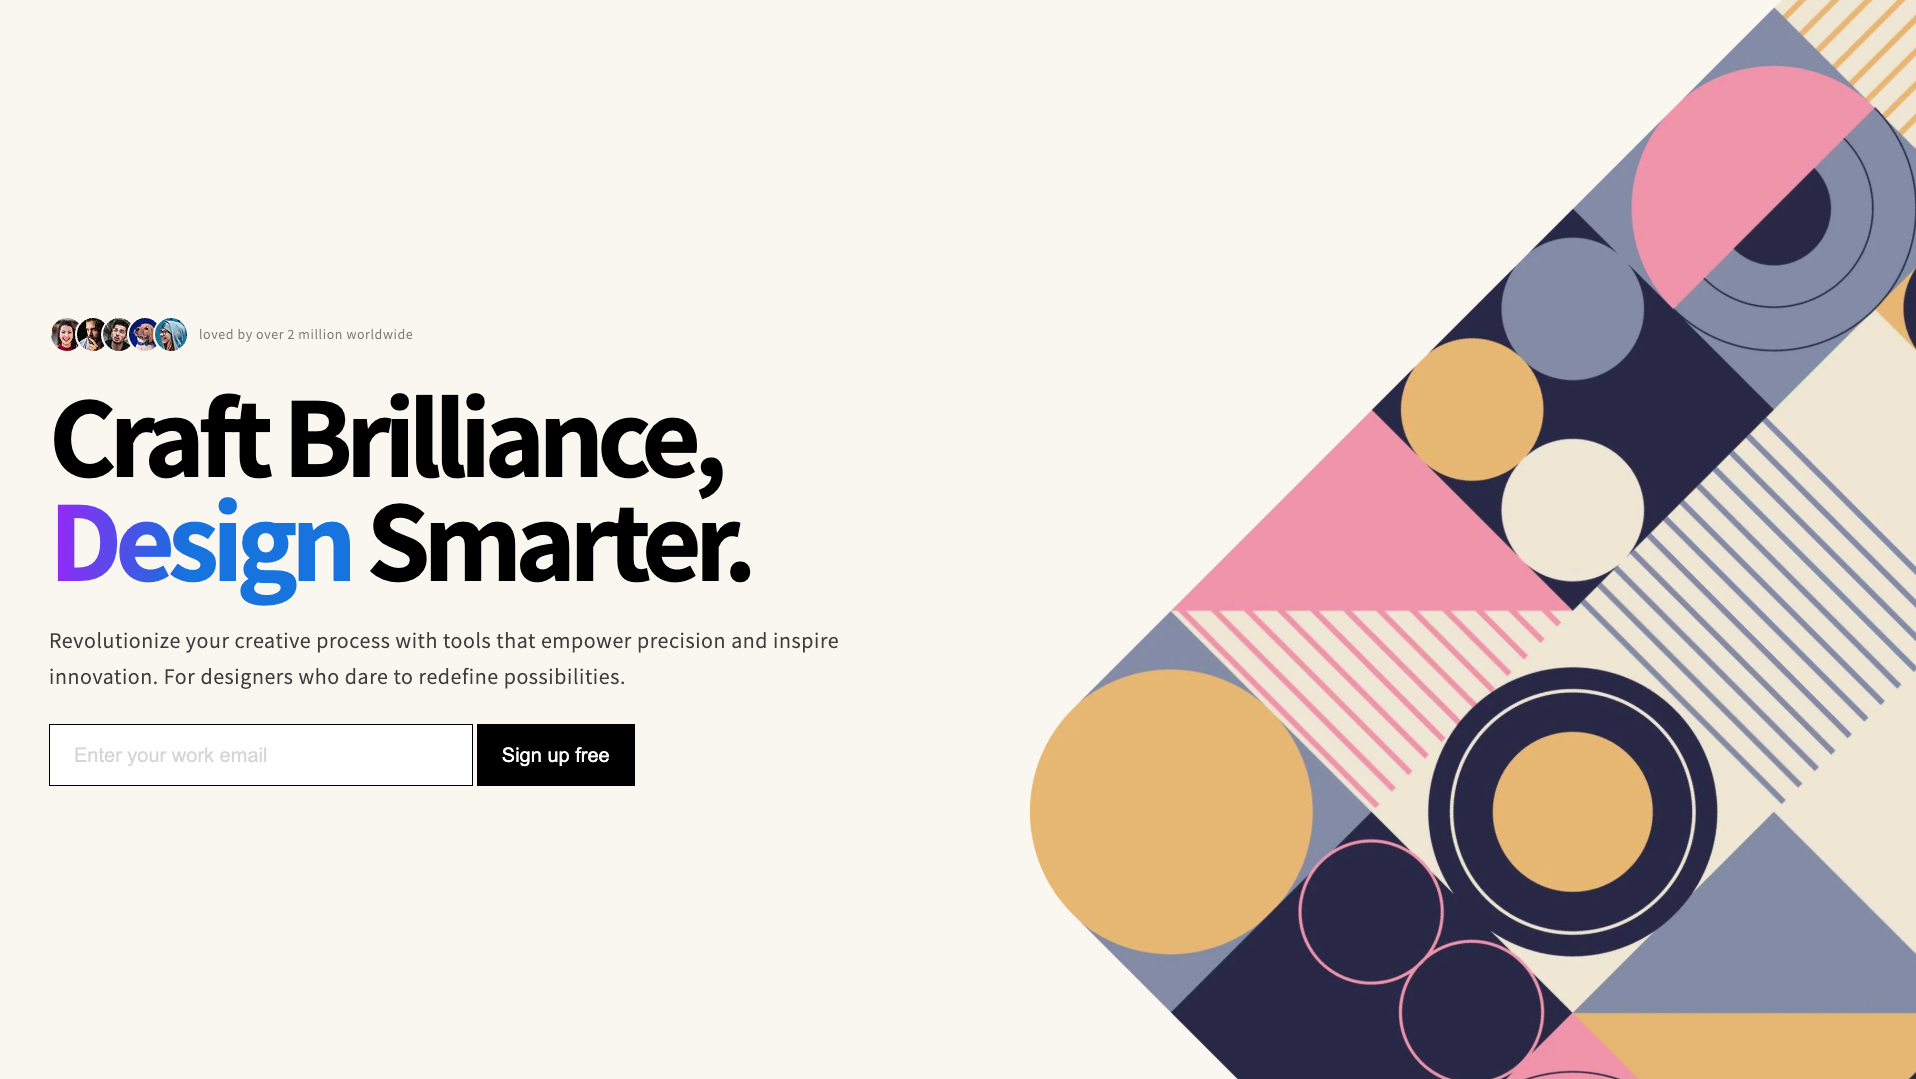 loved by over 2 million worldwide
Craft Brilliance,
Design Smarter.
Revolutionize your creative process with tools that empower precision and inspire
innovation. For designers who dare to redefine possibilities.
Enter your work email
Sign up free